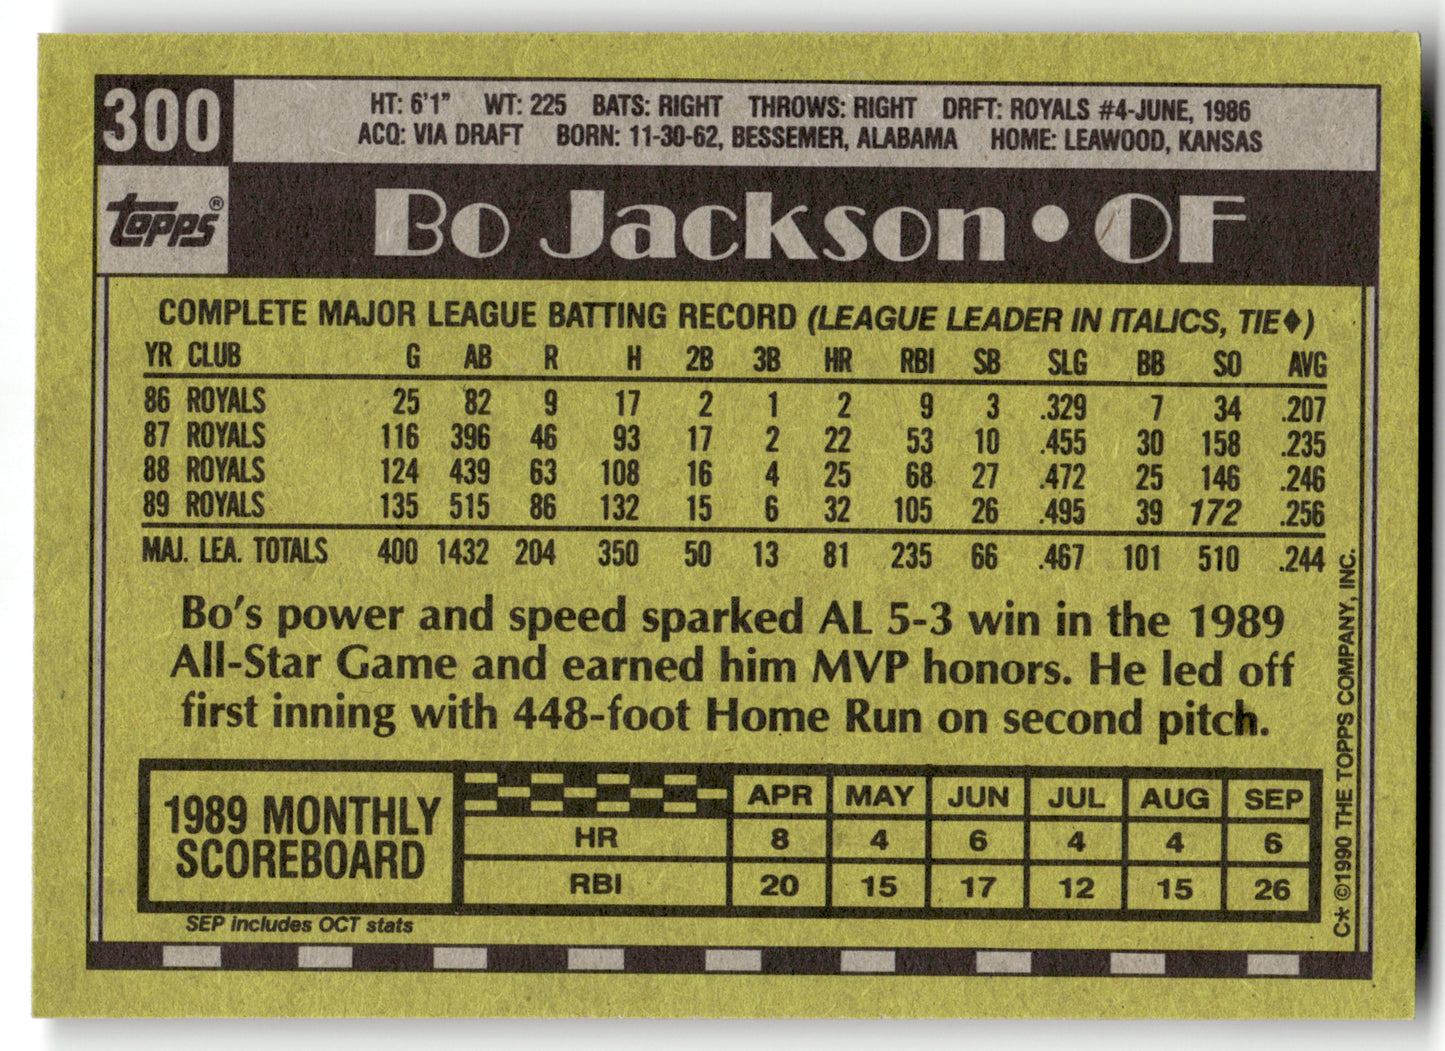 300
HT: 6'1" WT: 225 BATS: RIGHT THROWS: RIGHT DRFT: ROYALS #4-JUNE, 1986
ACQ: VIA DRAFT BORN: 11-30-62, BESSEMER, ALABAMA HOME: LEAWOOD, KANSAS
topps®
Bo Jackson • OF
COMPLETE MAJOR LEAGUE BATTING RECORD (LEAGUE LEADER IN ITALICS, TIE♦)
YR CLUB G AB R H 2B 3B HR RBI SB SLG BB SO AVG
86 ROYALS 25 82 9 17 2 1 2 9 3 .329 7 34 .207
87 ROYALS 116 396 46 93 17 2 22 53 10 .455 30 158 .235
88 ROYALS 124 439 63 108 16 4 25 68 27 .472 25 146 .246
89 ROYALS 135 515 86 132 15 6 32 105 26 .495 39 172 .256
MAJ. LEA. TOTALS 400 1432 204 350 50 13 81 235 66 .467 101 510 .244
Bo's power and speed sparked AL 5-3 win in the 1989
All-Star Game and earned him MVP honors. He led off
first inning with 448-foot Home Run on second pitch.
1989 MONTHLY
SCOREBOARD
APR MAY JUN JUL AUG SEP
HR 8 4 6 4 4 6
RBI 20 15 17 12 15 26
SEP includes OCT stats
C* ©1990 THE TOPPS COMPANY, INC.